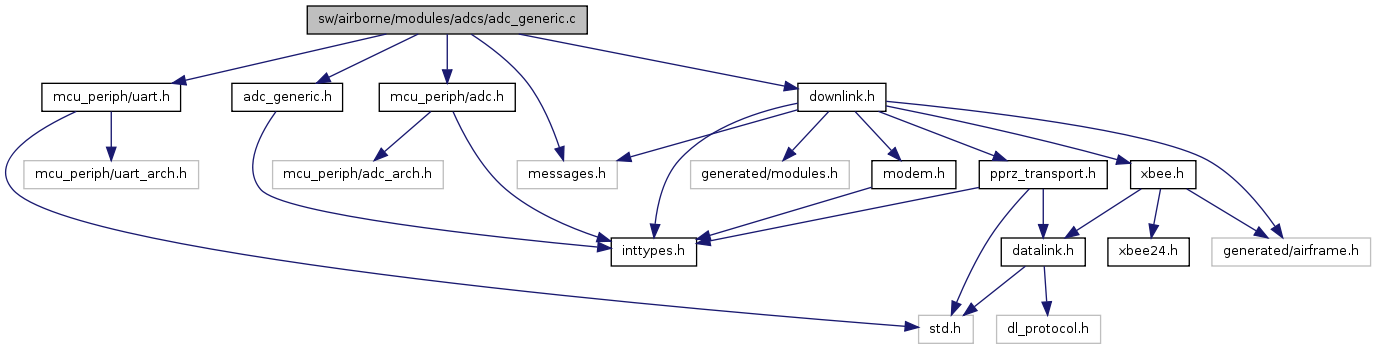 sw/airborne/modules/adcs/adc_generic.c
mcu_periph/uart.h
adc_generic.h
mcu_periph/adc.h
downlink.h
mcu_periph/uart_arch.h
mcu_periph/adc_arch.h
messages.h
generated/modules.h
modem.h
pprz_transport.h
xbee.h
inttypes.h
datalink.h
xbee24.h
generated/airframe.h
std.h
dl_protocol.h